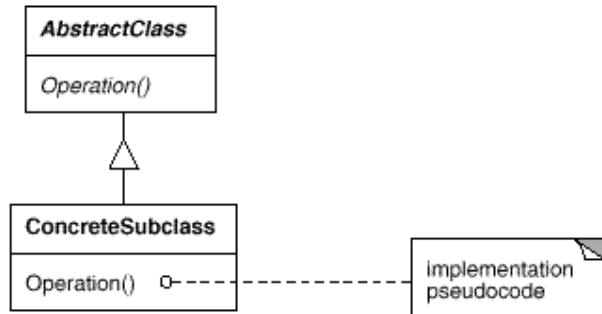 AbstractClass
Operation()
ConcreteSubclass
Operation()
implementation
pseudocode